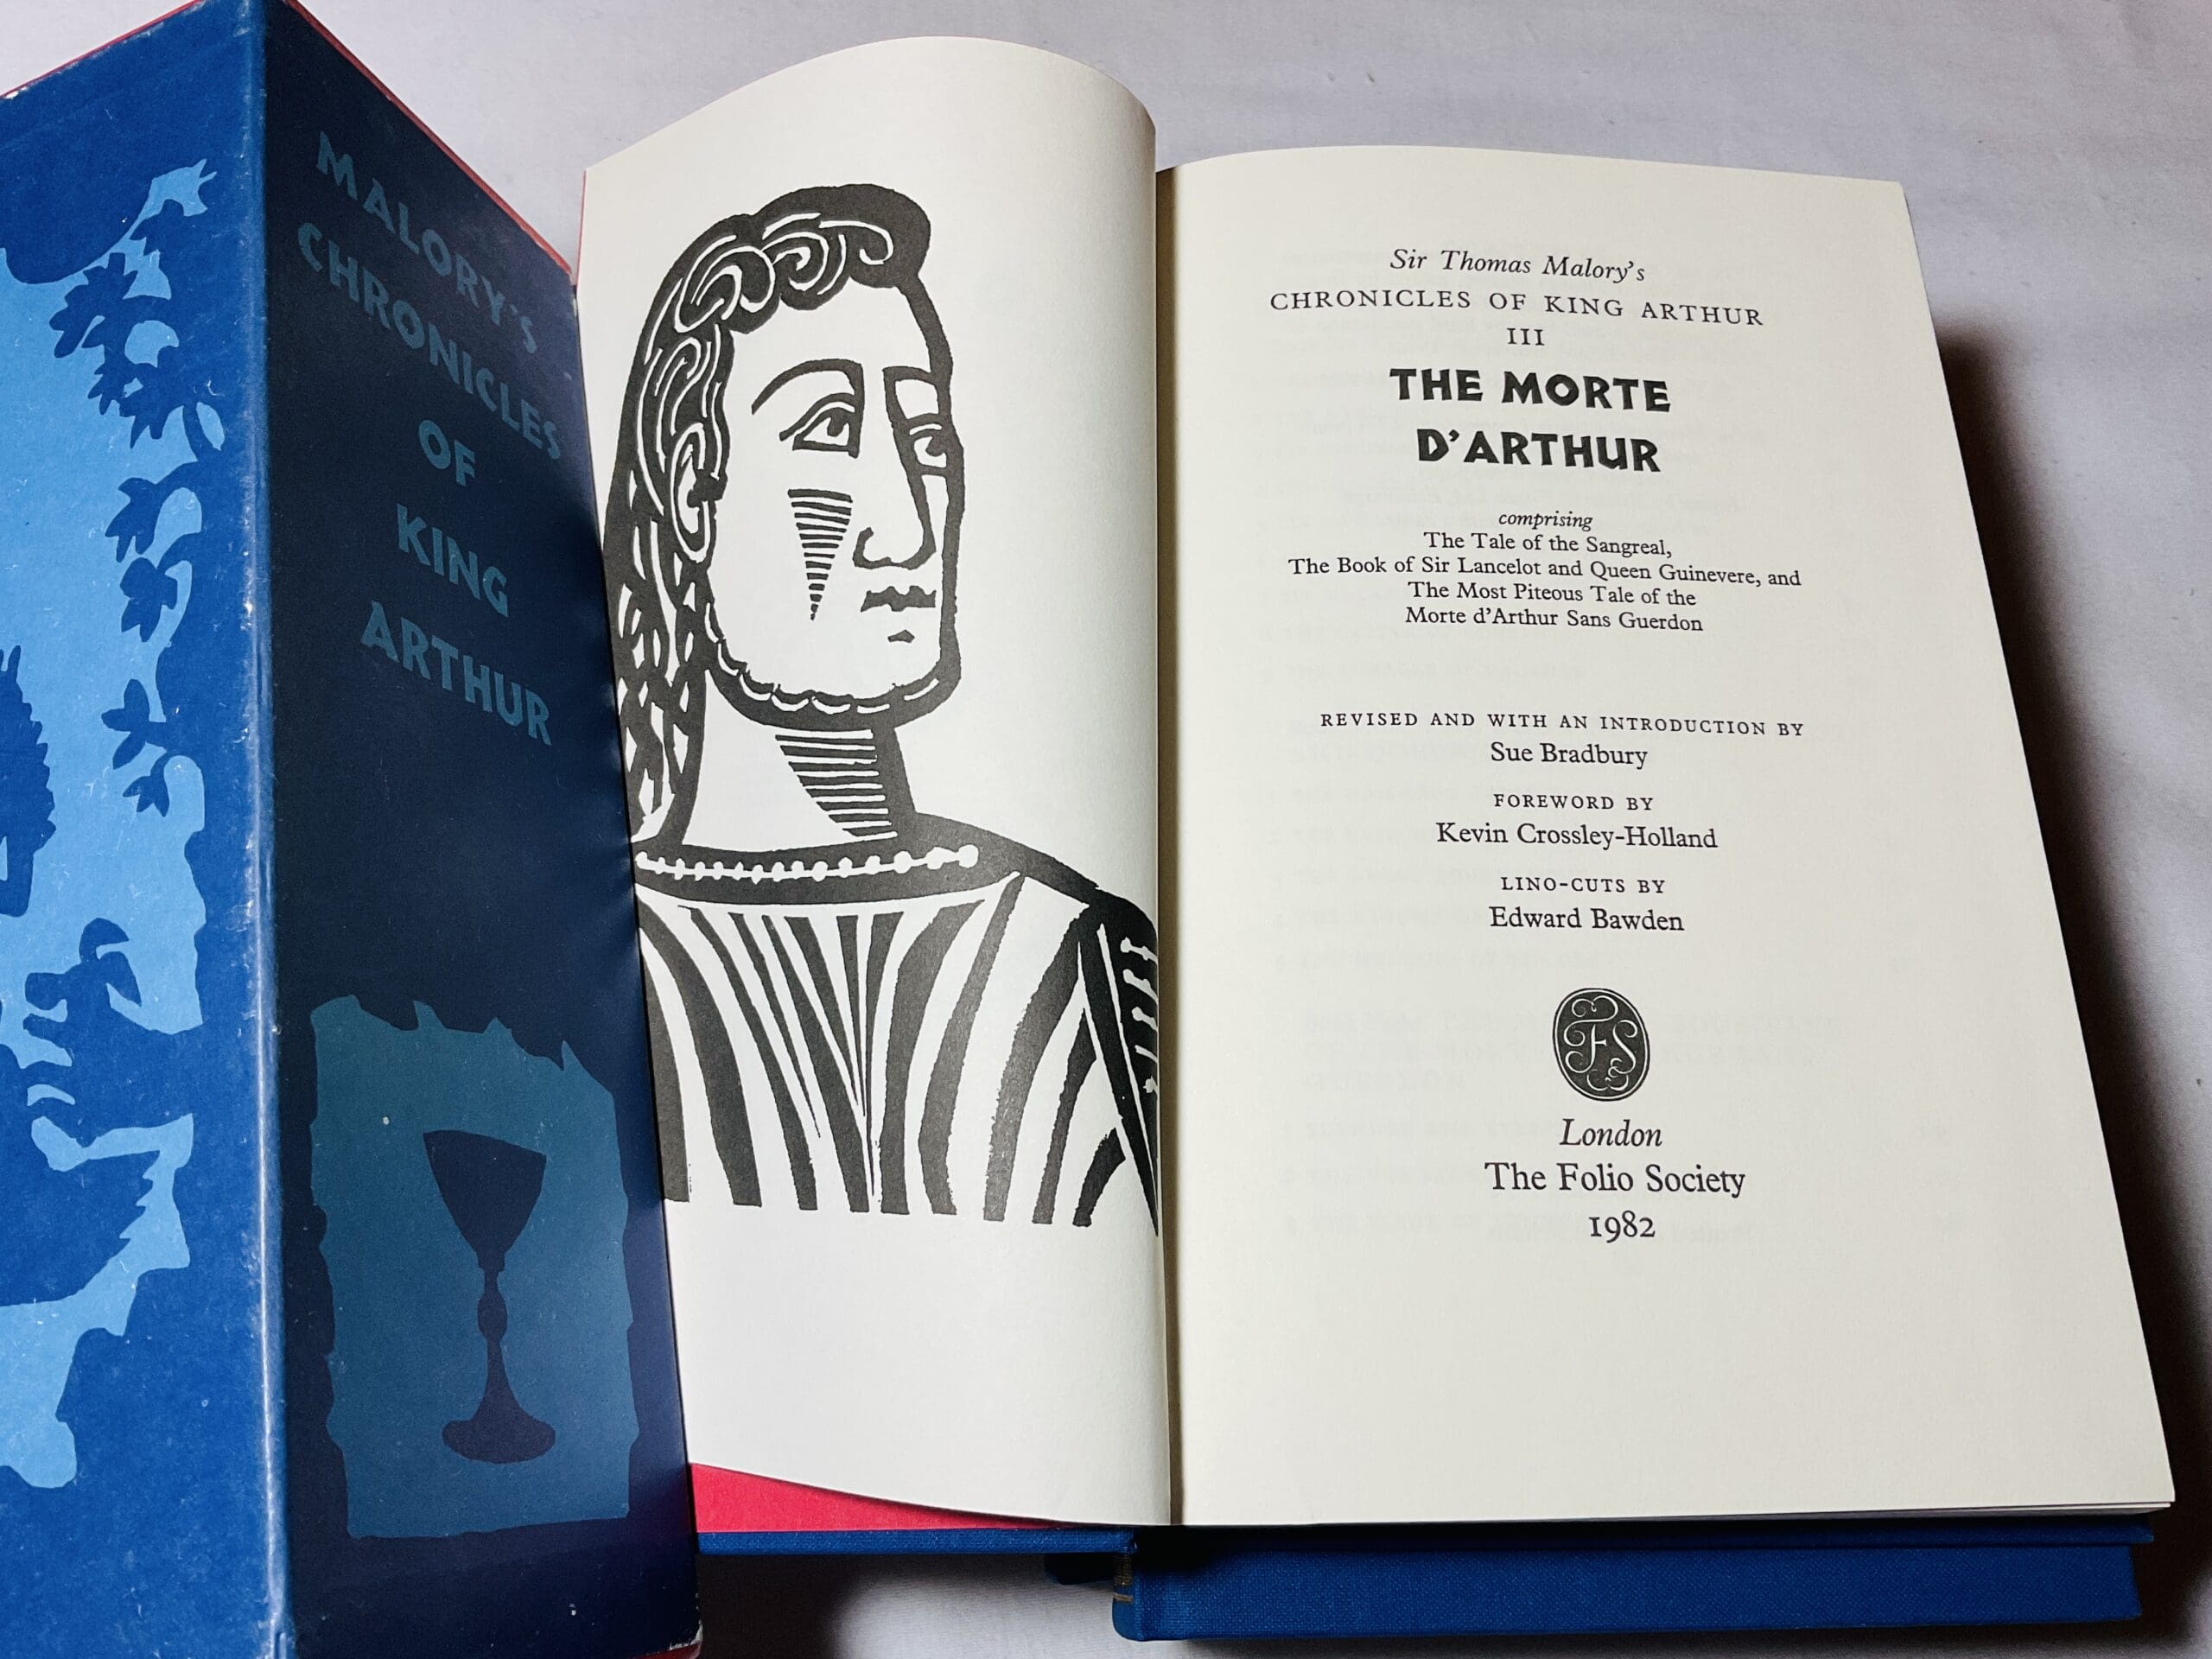 MALORY'S
CHRONICLES
OF
KING
ARTHUR
Sir Thomas Malory's
CHRONICLES OF KING ARTHUR
III
THE MORTE
D'ARTHUR
comprising
The Tale of the Sangreal,
The Book of Sir Lancelot and Queen Guinevere, and
The Most Piteous Tale of the
Morte d'Arthur Sans Guerdon
REVISED AND WITH AN INTRODUCTION BY
Sue Bradbury
FOREWORD BY
Kevin Crossley-Holland
LINO-CUTS BY
Edward Bawden
FS
London
The Folio Society
1982